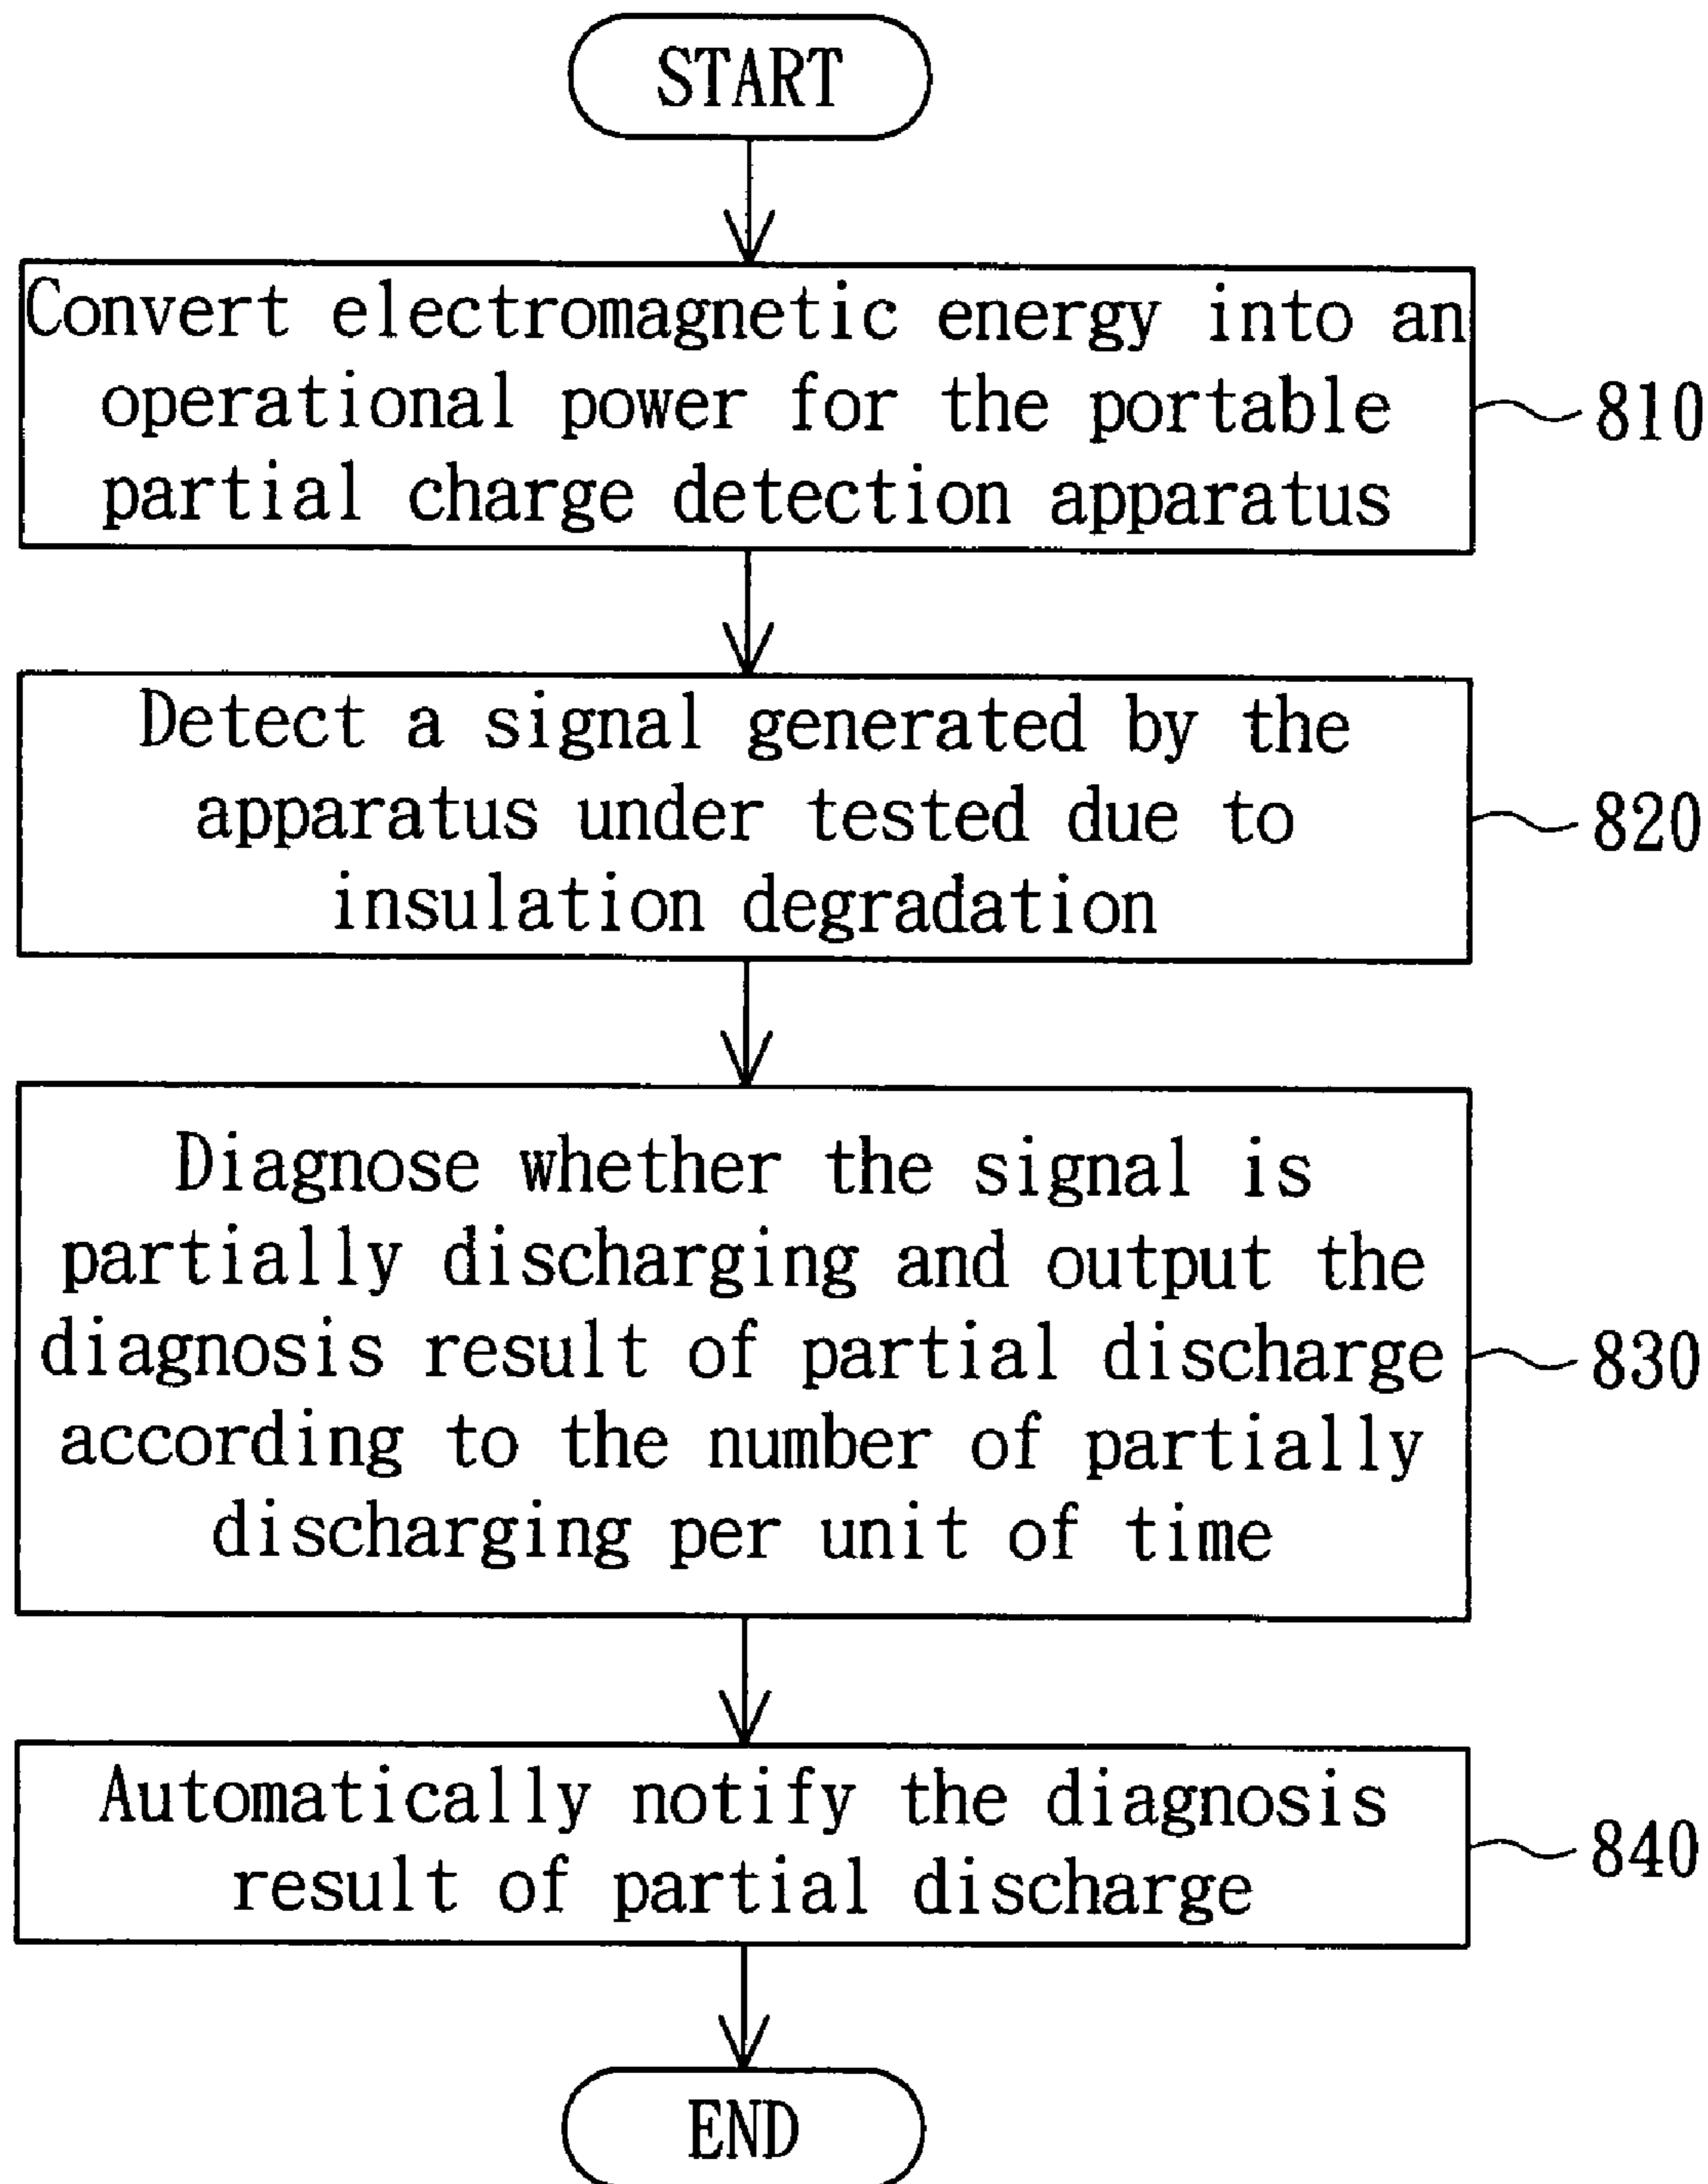 START
Convert electromagnetic energy into an
operational power for the portable
partial charge detection apparatus
810
Detect a signal generated by the
apparatus under tested due to
insulation degradation
820
Diagnose whether the signal is
partially discharging and output the
diagnosis result of partial discharge
according to the number of partially
discharging per unit of time
830
Automatically notify the diagnosis
result of partial discharge
840
END